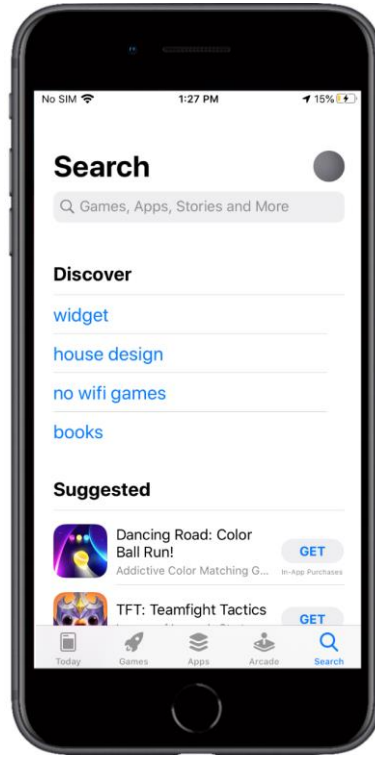 No SIM 1:27 PM 15%
Search
Games, Apps, Stories and More
Discover
widget
house design
no wifi games
books
Suggested
Dancing Road: Color
Ball Run!
GET
Addictive Color Matching G...
In-App Purchases
TFT: Teamfight Tactics
GET
Today Games Apps Arcade Search